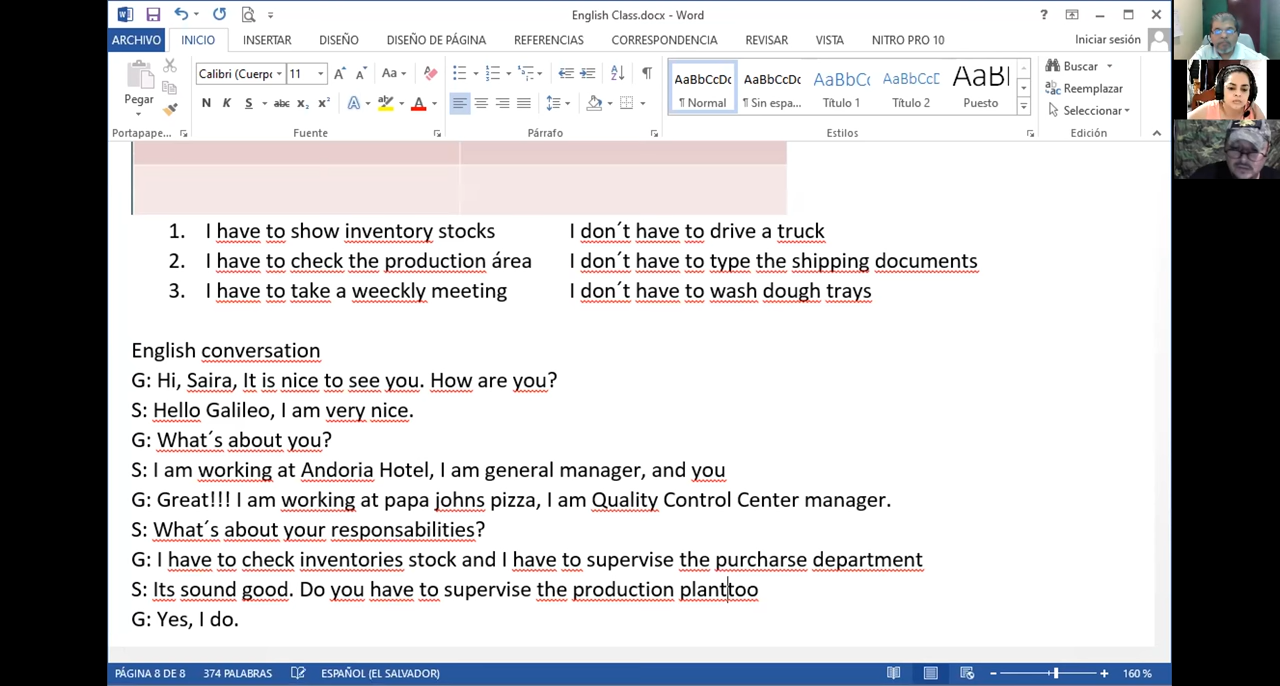 English Class.docx - Word
ARCHIVO INICIO INSERTAR DISEÑO DISEÑO DE PÁGINA REFERENCIAS CORRESPONDENCIA REVISAR VISTA NITRO PRO 10 Iniciar sesión
Calibri (Cuerpo 11 A A Aa
Pegar
N K S abc x₂ x² A A
AaBbCcDc AaBbCcDc AaBbC AaBbCcD AaBl
¶ Normal ¶ Sin espa... Título 1 Título 2 Puesto
Buscar
Reemplazar
Seleccionar
Portapape... Fuente Párrafo Estilos Edición
1. I have to show inventory stocks I don´t have to drive a truck
2. I have to check the production área I don´t have to type the shipping documents
3. I have to take a weeckly meeting I don´t have to wash dough trays
English conversation
G: Hi, Saira, It is nice to see you. How are you?
S: Hello Galileo, I am very nice.
G: What´s about you?
S: I am working at Andoria Hotel, I am general manager, and you
G: Great!!! I am working at papa johns pizza, I am Quality Control Center manager.
S: What´s about your responsabilities?
G: I have to check inventories stock and I have to supervise the purcharse department
S: Its sound good. Do you have to supervise the production planttoo
G: Yes, I do.
PÁGINA 8 DE 8 374 PALABRAS ESPAÑOL (EL SALVADOR) 160 %